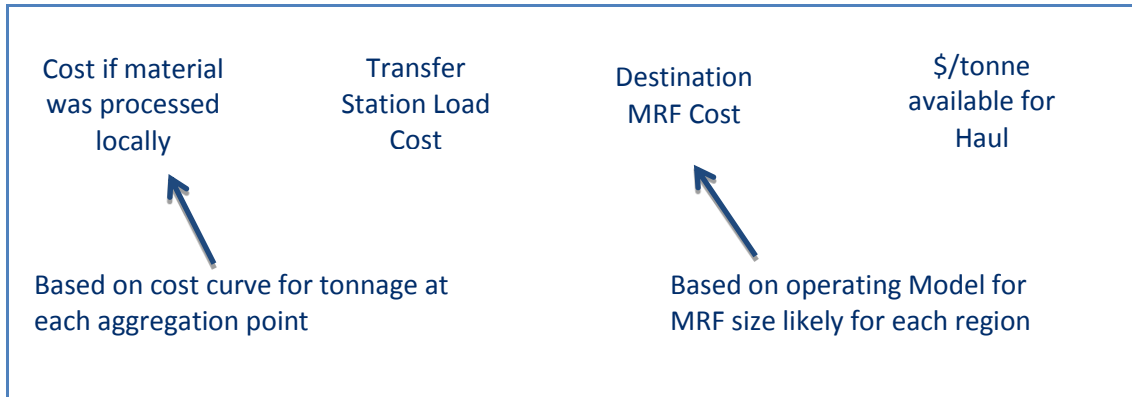 Cost if material
was processed
locally
Transfer
Station Load
Cost
Destination
MRF Cost
$/tonne
available for
Haul
Based on cost curve for tonnage at
each aggregation point
Based on operating Model for
MRF size likely for each region